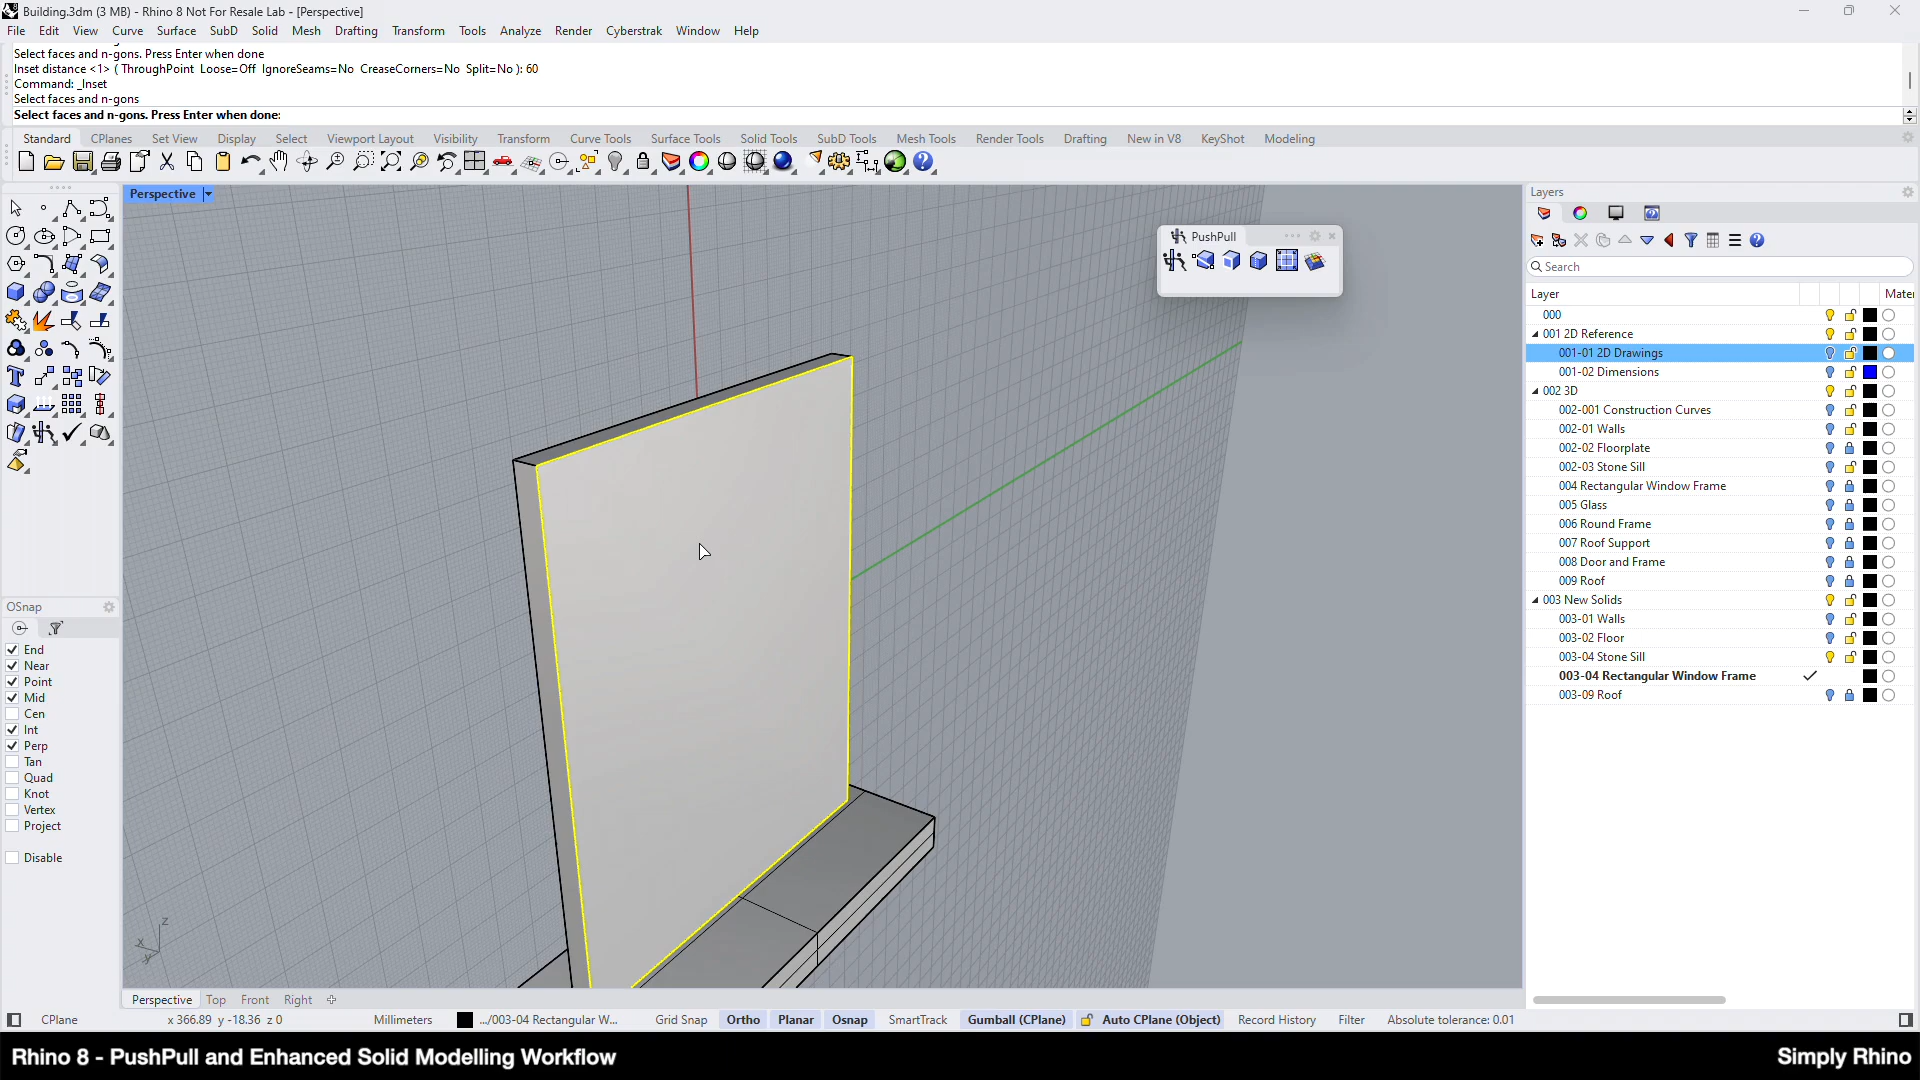 Building.3dm (3 MB) - Rhino 8 Not For Resale Lab - [Perspective]
File Edit View Curve Surface SubD Solid Mesh Drafting Transform Tools Analyze Render Cyberstrak Window Help
Select faces and n-gons. Press Enter when done
Inset distance <1> ( ThroughPoint Loose=Off IgnoreSeams=No CreaseCorners=No Split=No ): 60
Command: _Inset
Select faces and n-gons
Select faces and n-gons. Press Enter when done:
Standard CPlanes Set View Display Select Viewport Layout Visibility Transform Curve Tools Surface Tools Solid Tools SubD Tools Mesh Tools Render Tools Drafting New in V8 KeyShot Modeling
Perspective
PushPull
Layers
Search
Layer Mater
000
001 2D Reference
001-01 2D Drawings
001-02 Dimensions
002 3D
002-001 Construction Curves
002-01 Walls
002-02 Floorplate
002-03 Stone Sill
004 Rectangular Window Frame
005 Glass
006 Round Frame
007 Roof Support
008 Door and Frame
009 Roof
003 New Solids
003-01 Walls
003-02 Floor
003-04 Stone Sill
003-04 Rectangular Window Frame
003-09 Roof
OSnap
End
Near
Point
Mid
Cen
Int
Perp
Tan
Quad
Knot
Vertex
Project
Disable
z
x
y
Perspective Top Front Right
CPlane x 366.89 y -18.36 z 0 Millimeters .../003-04 Rectangular W... Grid Snap Ortho Planar Osnap SmartTrack Gumball (CPlane) Auto CPlane (Object) Record History Filter Absolute tolerance: 0.01
Rhino 8 - PushPull and Enhanced Solid Modelling Workflow
Simply Rhino